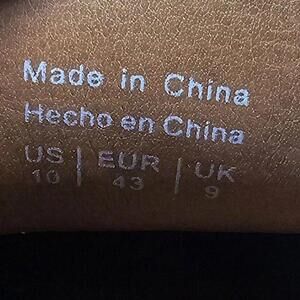 Made in China
Hecho en China
US | EUR | UK
10 | 43 | 9